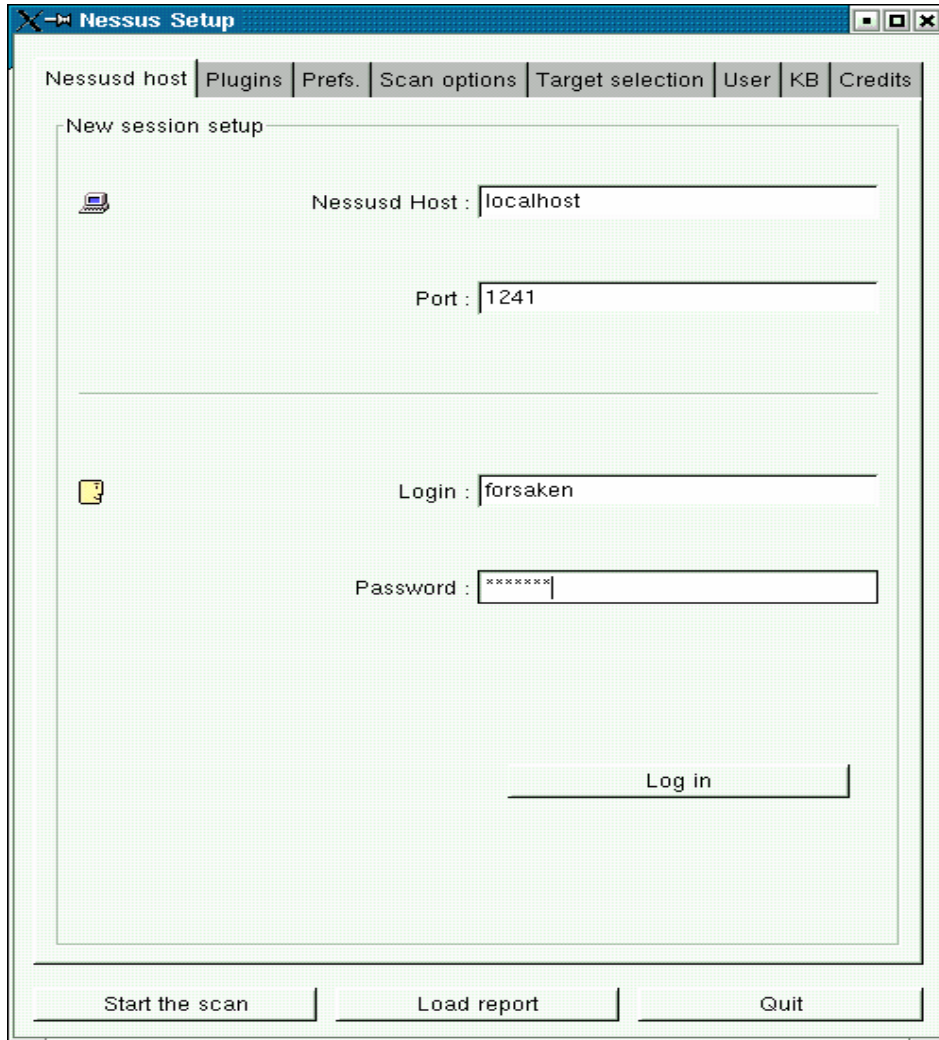 Nessus Setup
Nessusd host Plugins Prefs. Scan options Target selection User KB Credits
New session setup
Nessusd Host : localhost
Port : 1241
Login : forsaken
Password : *******
Log in
Start the scan Load report Quit